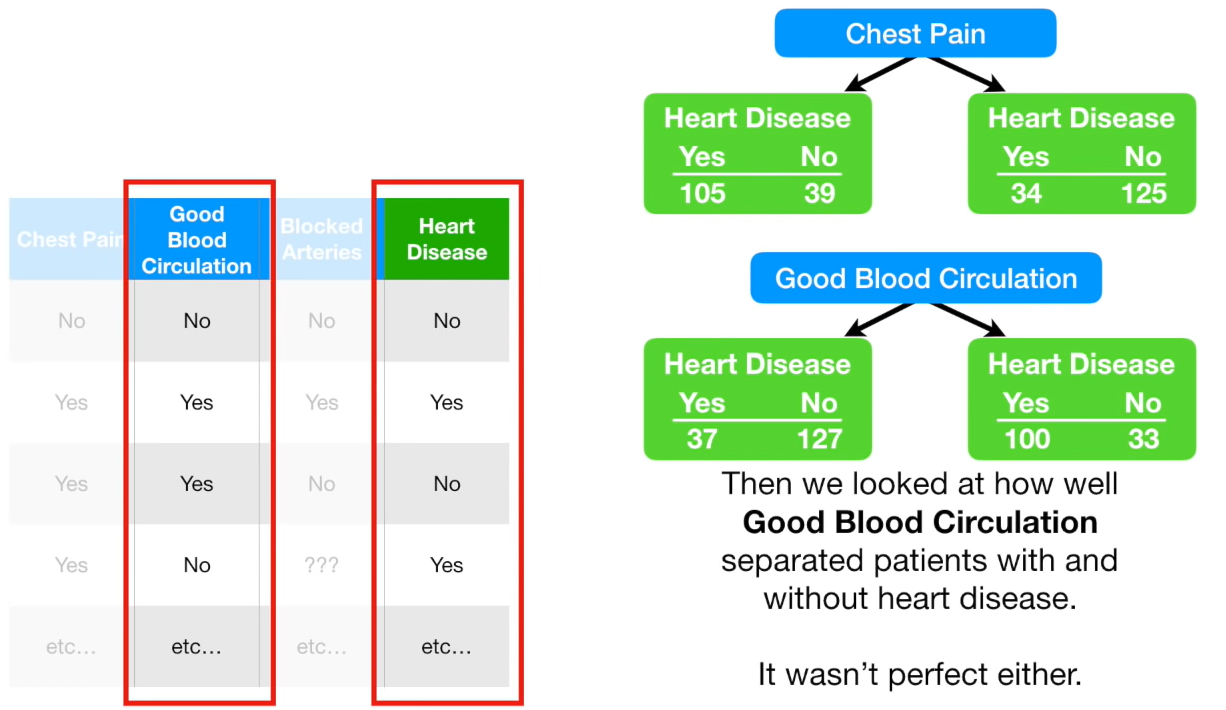 Chest Pain
Good
Blood
Circulation
Blocked
Arteries
Heart
Disease
No No No No
Yes Yes Yes Yes
Yes Yes No No
Yes No ??? Yes
etc… etc… etc… etc…
Chest Pain
Heart Disease Heart Disease
Yes No Yes No
105 39 34 125
Good Blood Circulation
Heart Disease Heart Disease
Yes No Yes No
37 127 100 33
Then we looked at how well
Good Blood Circulation
separated patients with and
without heart disease.
It wasn't perfect either.